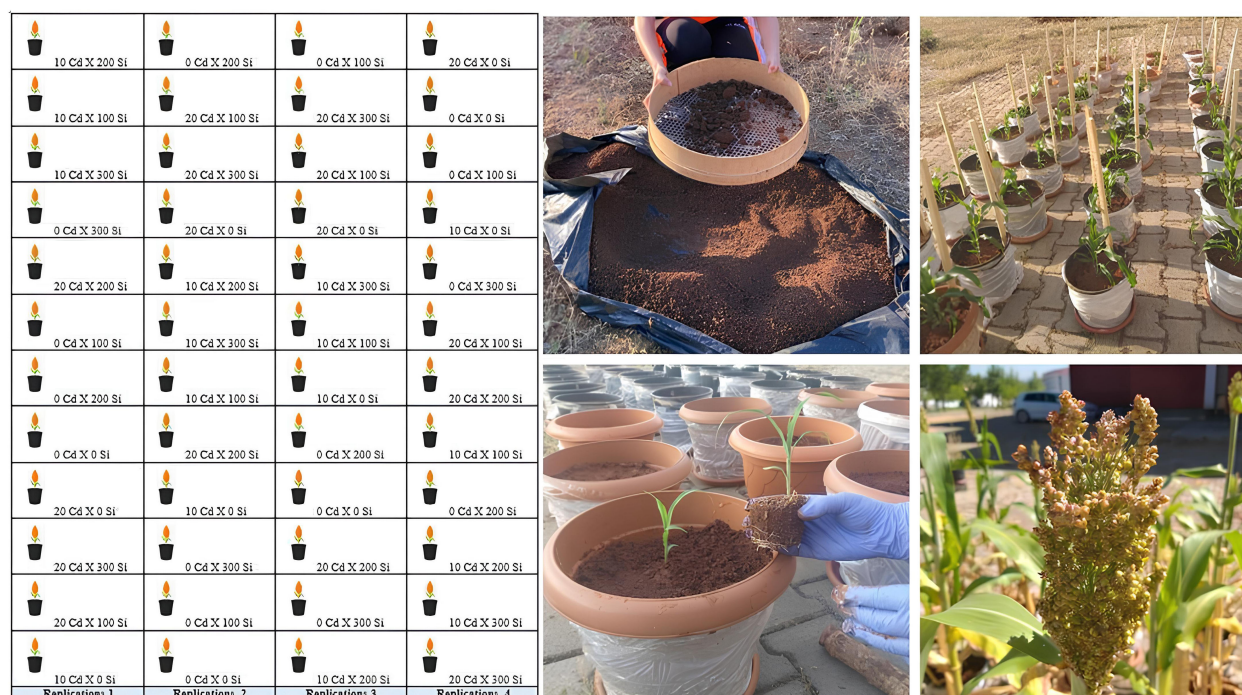 10 Cd X 200 Si 0 Cd X 200 Si 0 Cd X 100 Si 20 Cd X 0 Si
10 Cd X 100 Si 20 Cd X 100 Si 20 Cd X 300 Si 0 Cd X 0 Si
10 Cd X 300 Si 20 Cd X 300 Si 20 Cd X 100 Si 0 Cd X 100 Si
0 Cd X 300 Si 20 Cd X 0 Si 20 Cd X 0 Si 10 Cd X 0 Si
20 Cd X 200 Si 10 Cd X 200 Si 10 Cd X 300 Si 0 Cd X 300 Si
0 Cd X 100 Si 10 Cd X 300 Si 10 Cd X 100 Si 20 Cd X 100 Si
0 Cd X 200 Si 10 Cd X 100 Si 10 Cd X 0 Si 20 Cd X 200 Si
0 Cd X 0 Si 20 Cd X 200 Si 0 Cd X 200 Si 10 Cd X 100 Si
20 Cd X 0 Si 10 Cd X 0 Si 0 Cd X 0 Si 0 Cd X 200 Si
20 Cd X 300 Si 0 Cd X 300 Si 20 Cd X 200 Si 10 Cd X 200 Si
20 Cd X 100 Si 0 Cd X 100 Si 0 Cd X 300 Si 10 Cd X 300 Si
10 Cd X 0 Si 0 Cd X 0 Si 10 Cd X 200 Si 20 Cd X 300 Si
Replications 1 Replications 2 Replications 3 Replications 4